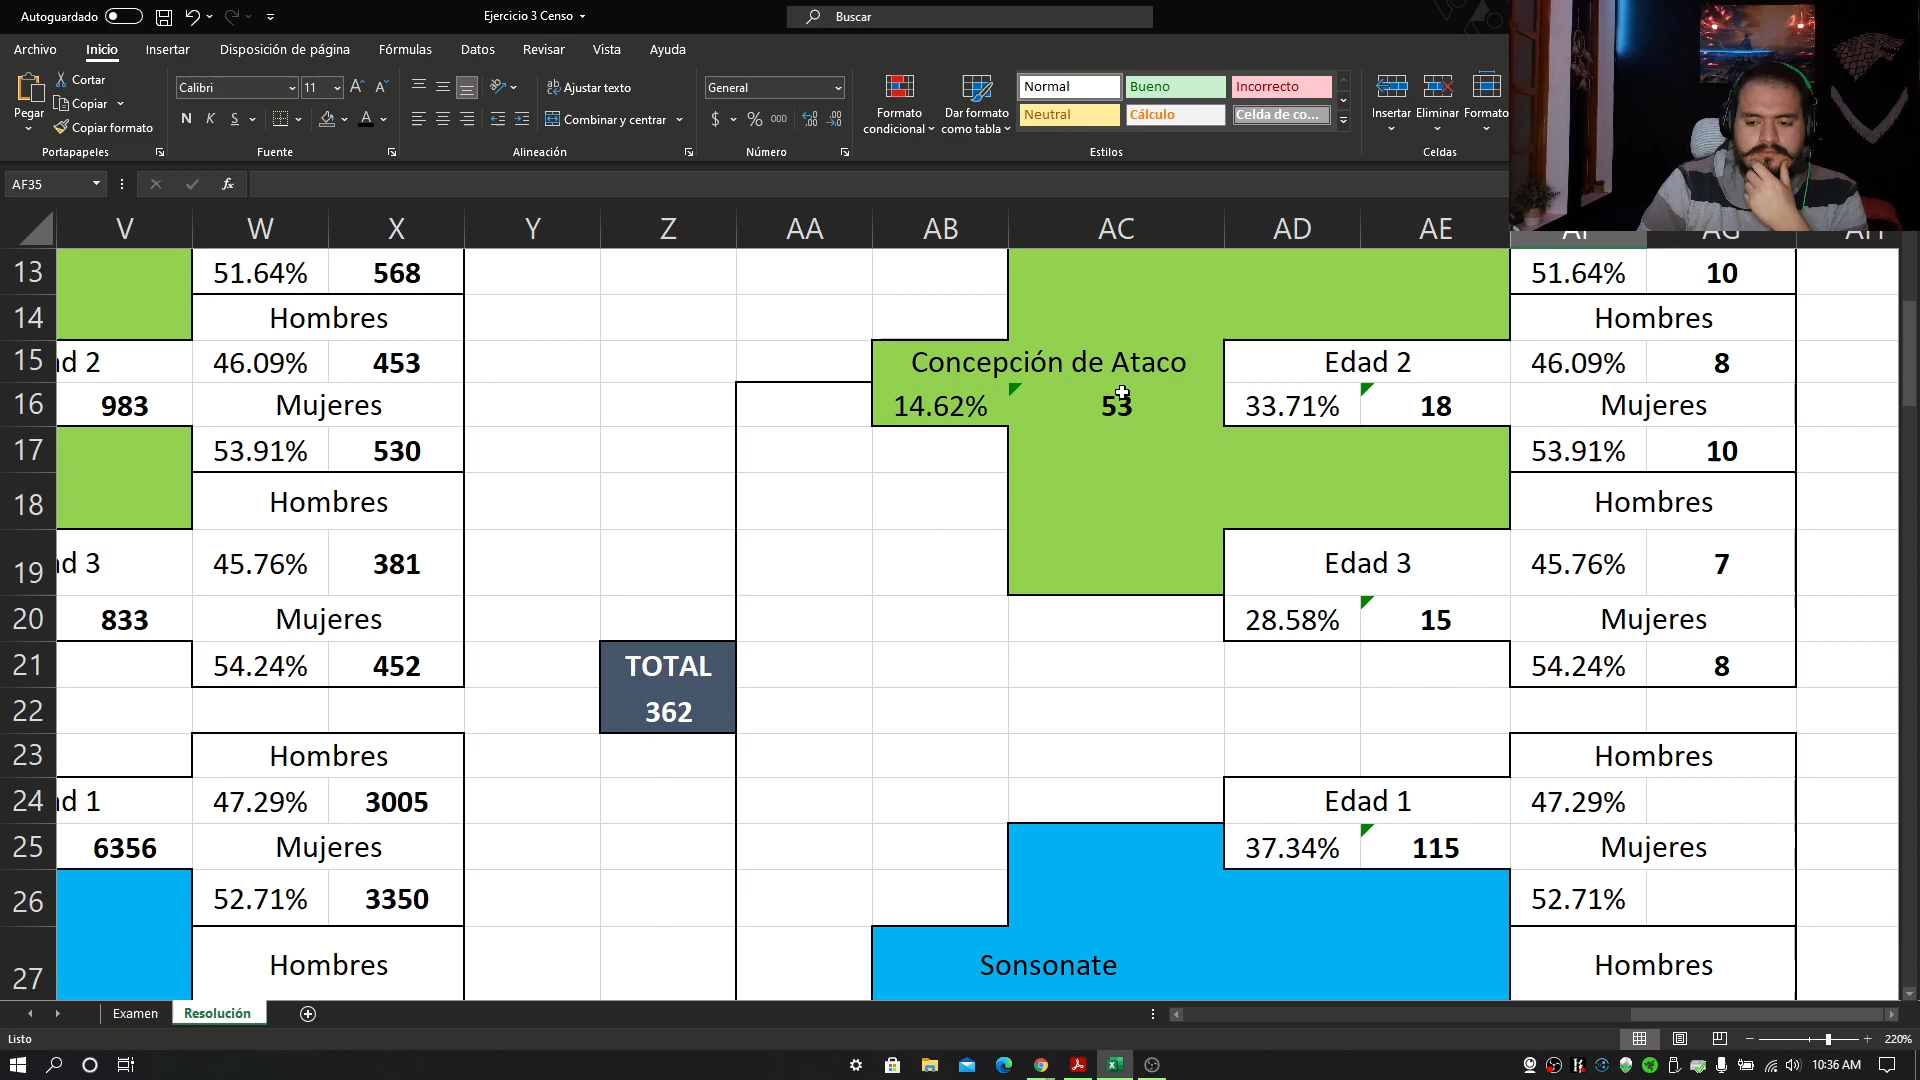 Autoguardado
Ejercicio 3 Censo
Buscar
Archivo Inicio Insertar Disposición de página Fórmulas Datos Revisar Vista Ayuda
Pegar
Cortar
Copiar
Copiar formato
Portapapeles
Calibri 11
N K S
Fuente
Ajustar texto
Combinar y centrar
Alineación
General
$ % 000
Número
Formato condicional
Dar formato como tabla
Normal Bueno Incorrecto
Neutral Cálculo Celda de co...
Estilos
Insertar Eliminar Formato
Celdas
AF35
fx
V W X Y Z AA AB AC AD AE AF AG AH
13 51.64% 568 51.64% 10
14 Hombres Hombres
15 d 2 46.09% 453 Concepción de Ataco Edad 2 46.09% 8
16 983 Mujeres 14.62% 53 33.71% 18 Mujeres
17 53.91% 530 53.91% 10
18 Hombres Hombres
19 d 3 45.76% 381 Edad 3 45.76% 7
20 833 Mujeres 28.58% 15 Mujeres
21 54.24% 452 TOTAL 54.24% 8
22 362
23 Hombres Hombres
24 d 1 47.29% 3005 Edad 1 47.29%
25 6356 Mujeres 37.34% 115 Mujeres
26 52.71% 3350 52.71%
27 Hombres Sonsonate Hombres
Examen Resolución
Listo
220%
10:36 AM